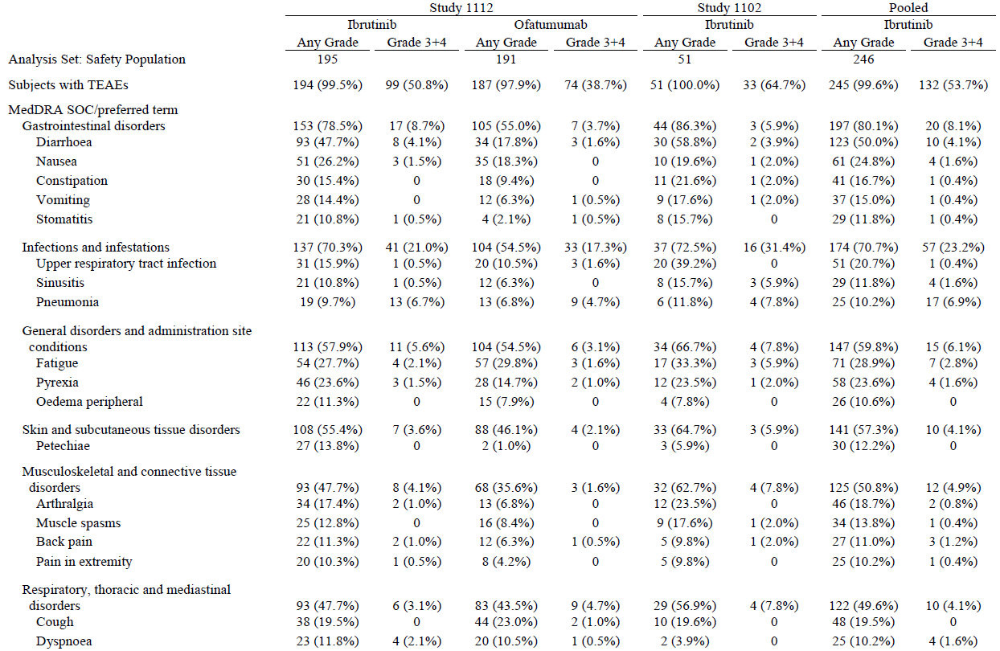 Study 1112 Study 1102 Pooled
Ibrutinib Ofatumumab Ibrutinib Ibrutinib
Any Grade Grade 3+4 Any Grade Grade 3+4 Any Grade Grade 3+4 Any Grade Grade 3+4
Analysis Set: Safety Population 195 191 51 246
Subjects with TEAEs 194 (99.5%) 99 (50.8%) 187 (97.9%) 74 (38.7%) 51 (100.0%) 33 (64.7%) 245 (99.6%) 132 (53.7%)
MedDRA SOC/preferred term
Gastrointestinal disorders 153 (78.5%) 17 (8.7%) 105 (55.0%) 7 (3.7%) 44 (86.3%) 3 (5.9%) 197 (80.1%) 20 (8.1%)
Diarrhoea 93 (47.7%) 8 (4.1%) 34 (17.8%) 3 (1.6%) 30 (58.8%) 2 (3.9%) 123 (50.0%) 10 (4.1%)
Nausea 51 (26.2%) 3 (1.5%) 35 (18.3%) 0 10 (19.6%) 1 (2.0%) 61 (24.8%) 4 (1.6%)
Constipation 30 (15.4%) 0 18 (9.4%) 0 11 (21.6%) 1 (2.0%) 41 (16.7%) 1 (0.4%)
Vomiting 28 (14.4%) 0 12 (6.3%) 1 (0.5%) 9 (17.6%) 1 (2.0%) 37 (15.0%) 1 (0.4%)
Stomatitis 21 (10.8%) 1 (0.5%) 4 (2.1%) 1 (0.5%) 8 (15.7%) 0 29 (11.8%) 1 (0.4%)
Infections and infestations 137 (70.3%) 41 (21.0%) 104 (54.5%) 33 (17.3%) 37 (72.5%) 16 (31.4%) 174 (70.7%) 57 (23.2%)
Upper respiratory tract infection 31 (15.9%) 1 (0.5%) 20 (10.5%) 3 (1.6%) 20 (39.2%) 0 51 (20.7%) 1 (0.4%)
Sinusitis 21 (10.8%) 1 (0.5%) 12 (6.3%) 0 8 (15.7%) 3 (5.9%) 29 (11.8%) 4 (1.6%)
Pneumonia 19 (9.7%) 13 (6.7%) 13 (6.8%) 9 (4.7%) 6 (11.8%) 4 (7.8%) 25 (10.2%) 17 (6.9%)
General disorders and administration site
conditions 113 (57.9%) 11 (5.6%) 104 (54.5%) 6 (3.1%) 34 (66.7%) 4 (7.8%) 147 (59.8%) 15 (6.1%)
Fatigue 54 (27.7%) 4 (2.1%) 57 (29.8%) 3 (1.6%) 17 (33.3%) 3 (5.9%) 71 (28.9%) 7 (2.8%)
Pyrexia 46 (23.6%) 3 (1.5%) 28 (14.7%) 2 (1.0%) 12 (23.5%) 1 (2.0%) 58 (23.6%) 4 (1.6%)
Oedema peripheral 22 (11.3%) 0 15 (7.9%) 0 4 (7.8%) 0 26 (10.6%) 0
Skin and subcutaneous tissue disorders 108 (55.4%) 7 (3.6%) 88 (46.1%) 4 (2.1%) 33 (64.7%) 3 (5.9%) 141 (57.3%) 10 (4.1%)
Petechiae 27 (13.8%) 0 2 (1.0%) 0 3 (5.9%) 0 30 (12.2%) 0
Musculoskeletal and connective tissue
disorders 93 (47.7%) 8 (4.1%) 68 (35.6%) 3 (1.6%) 32 (62.7%) 4 (7.8%) 125 (50.8%) 12 (4.9%)
Arthralgia 34 (17.4%) 2 (1.0%) 13 (6.8%) 0 12 (23.5%) 0 46 (18.7%) 2 (0.8%)
Muscle spasms 25 (12.8%) 0 16 (8.4%) 0 9 (17.6%) 1 (2.0%) 34 (13.8%) 1 (0.4%)
Back pain 22 (11.3%) 2 (1.0%) 12 (6.3%) 1 (0.5%) 5 (9.8%) 1 (2.0%) 27 (11.0%) 3 (1.2%)
Pain in extremity 20 (10.3%) 1 (0.5%) 8 (4.2%) 0 5 (9.8%) 0 25 (10.2%) 1 (0.4%)
Respiratory, thoracic and mediastinal
disorders 93 (47.7%) 6 (3.1%) 83 (43.5%) 9 (4.7%) 29 (56.9%) 4 (7.8%) 122 (49.6%) 10 (4.1%)
Cough 38 (19.5%) 0 44 (23.0%) 2 (1.0%) 10 (19.6%) 0 48 (19.5%) 0
Dyspnoea 23 (11.8%) 4 (2.1%) 20 (10.5%) 1 (0.5%) 2 (3.9%) 0 25 (10.2%) 4 (1.6%)